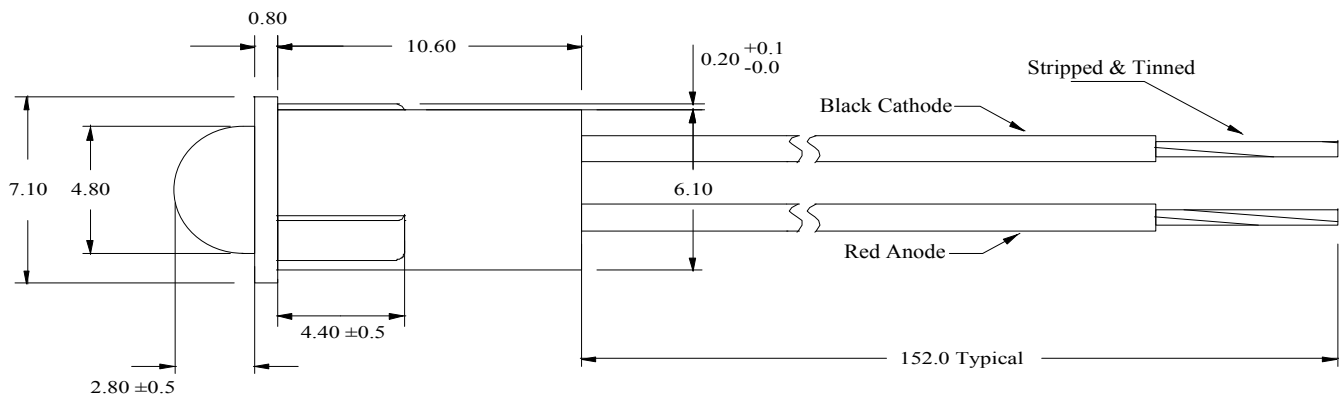 0.80
10.60
0.20 +0.1
-0.0
Stripped & Tinned
Black Cathode
7.10
4.80
6.10
Red Anode
4.40 ±0.5
152.0 Typical
2.80 ±0.5